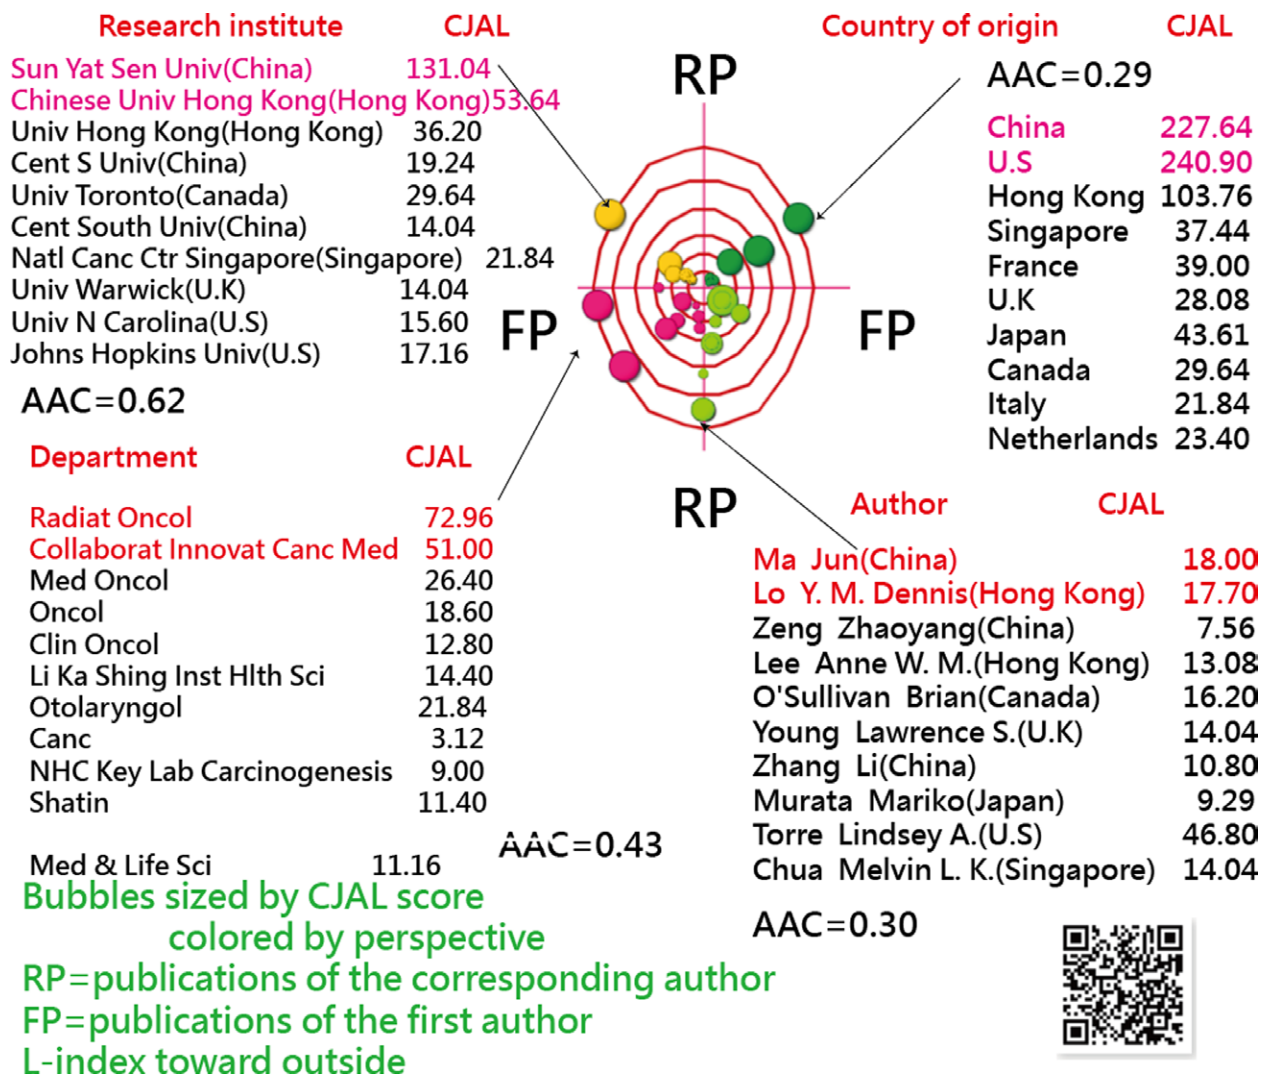 Research institute CJAL
Sun Yat Sen Univ(China) 131.04
Chinese Univ Hong Kong(Hong Kong)53.64
Univ Hong Kong(Hong Kong) 36.20
Cent S Univ(China) 19.24
Univ Toronto(Canada) 29.64
Cent South Univ(China) 14.04
Natl Canc Ctr Singapore(Singapore) 21.84
Univ Warwick(U.K) 14.04
Univ N Carolina(U.S) 15.60
Johns Hopkins Univ(U.S) 17.16
AAC=0.62
RP
FP
FP
RP
Country of origin CJAL
AAC=0.29
China 227.64
U.S 240.90
Hong Kong 103.76
Singapore 37.44
France 39.00
U.K 28.08
Japan 43.61
Canada 29.64
Italy 21.84
Netherlands 23.40
Department CJAL
Radiat Oncol 72.96
Collaborat Innovat Canc Med 51.00
Med Oncol 26.40
Oncol 18.60
Clin Oncol 12.80
Li Ka Shing Inst Hlth Sci 14.40
Otolaryngol 21.84
Canc 3.12
NHC Key Lab Carcinogenesis 9.00
Shatin 11.40
AAC=0.43
Med & Life Sci 11.16
Author CJAL
Ma Jun(China) 18.00
Lo Y. M. Dennis(Hong Kong) 17.70
Zeng Zhaoyang(China) 7.56
Lee Anne W. M.(Hong Kong) 13.08
O'Sullivan Brian(Canada) 16.20
Young Lawrence S.(U.K) 14.04
Zhang Li(China) 10.80
Murata Mariko(Japan) 9.29
Torre Lindsey A.(U.S) 46.80
Chua Melvin L. K.(Singapore) 14.04
AAC=0.30
Bubbles sized by CJAL score
colored by perspective
RP=publications of the corresponding author
FP=publications of the first author
L-index toward outside